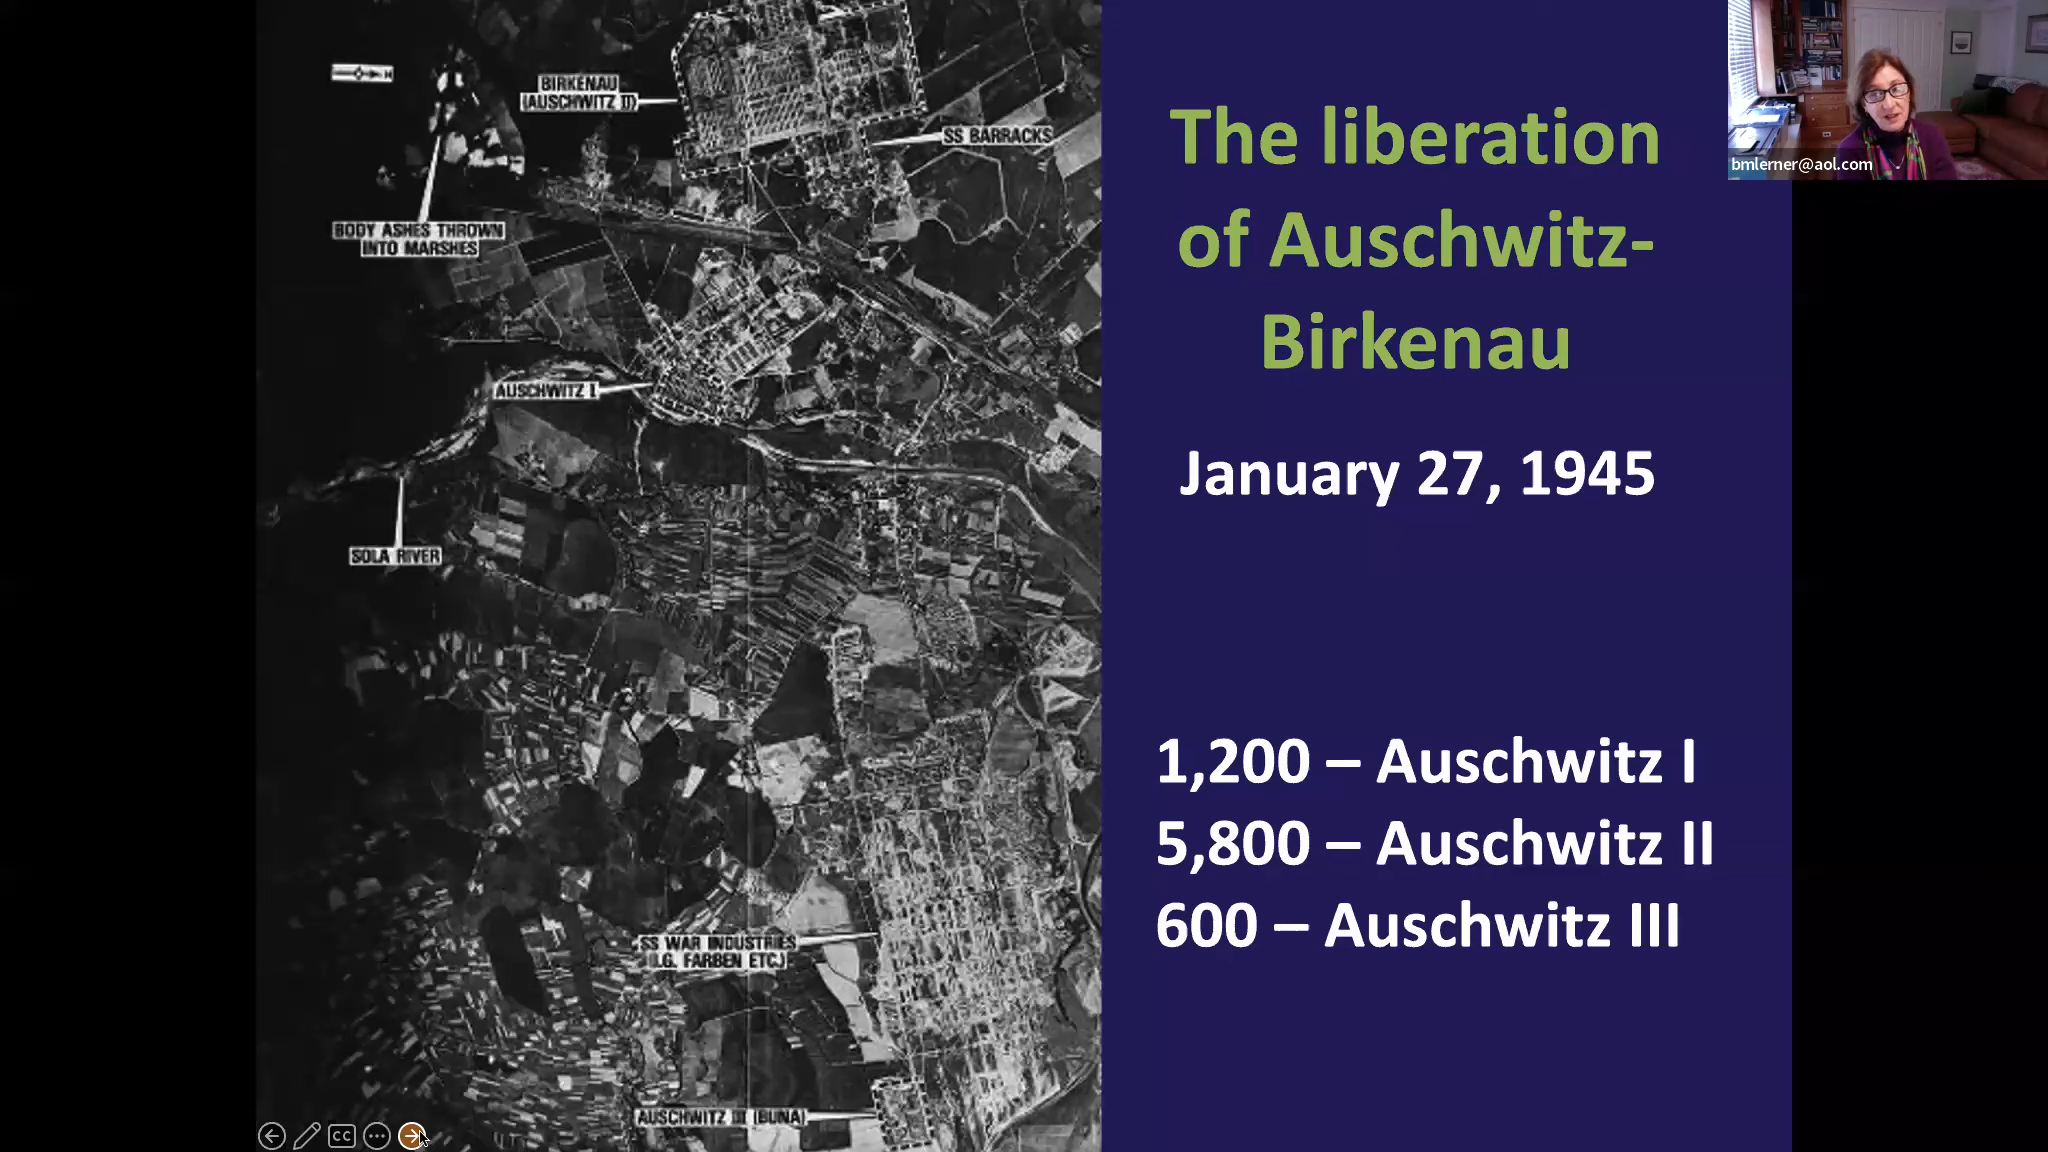 BIRKENAU
(AUSCHWITZ II)
SS BARRACKS
BODY ASHES THROWN
INTO MARSHES
AUSCHWITZ I
SOLA RIVER
SS WAR INDUSTRIES
(I.G. FARBEN ETC.)
AUSCHWITZ III (BUNA)
The liberation
of Auschwitz-
Birkenau
January 27, 1945
1,200 – Auschwitz I
5,800 – Auschwitz II
600 – Auschwitz III
bmlerner@aol.com
CC